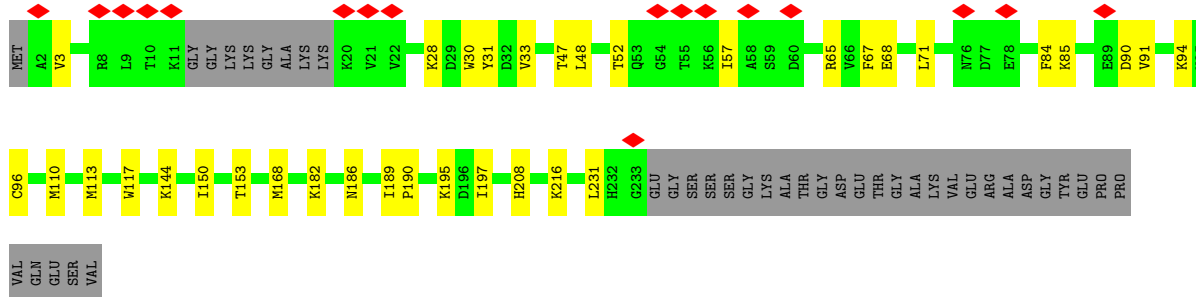 MET A2 V3 R8 L9 T10 K11 GLY GLY LYS LYS GLY ALA LYS LYS K20 V21 V22 K28 D29 W30 Y31 D32 V33 T47 L48 T52 Q53 G54 T55 K56 I57 A58 S59 D60 R65 V66 F67 E68 L71 N76 D77 E78 F84 K85 E89 D90 V91 K94
C96 M110 M113 W117 K144 I150 T153 M168 K182 N186 I189 P190 K195 D196 I197 H208 K216 L231 H232 G233 GLU GLY SER SER SER GLY LYS ALA THR GLY ASP GLU THR GLY ALA LYS VAL GLU ARG ALA ASP GLY TYR GLU PRO PRO
VAL GLN GLU SER VAL